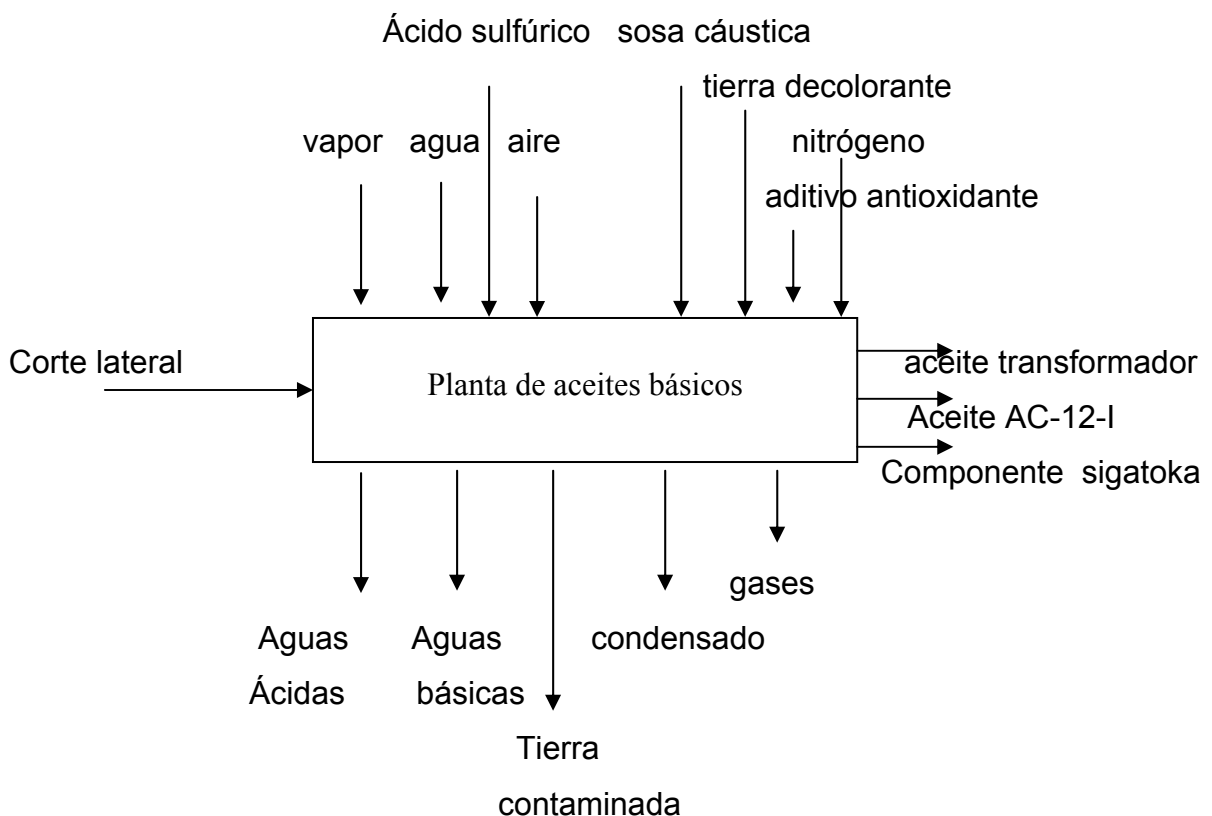 Ácido sulfúrico sosa cáustica
tierra decolorante
vapor agua aire nitrógeno
aditivo antioxidante
Corte lateral
Planta de aceites básicos
aceite transformador
Aceite AC-12-I
Componente sigatoka
gases
Aguas Aguas condensado
Ácidas básicas
Tierra
contaminada